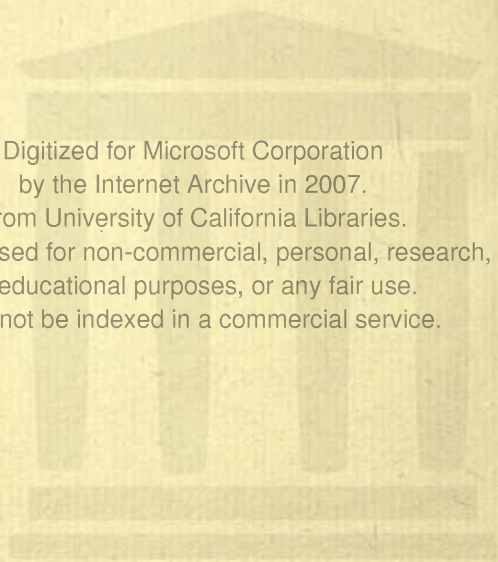 Digitized for Microsoft Corporation
by the Internet Archive in 2007.
rom University of California Libraries.
sed for non-commercial, personal, research,
educational purposes, or any fair use.
not be indexed in a commercial service.